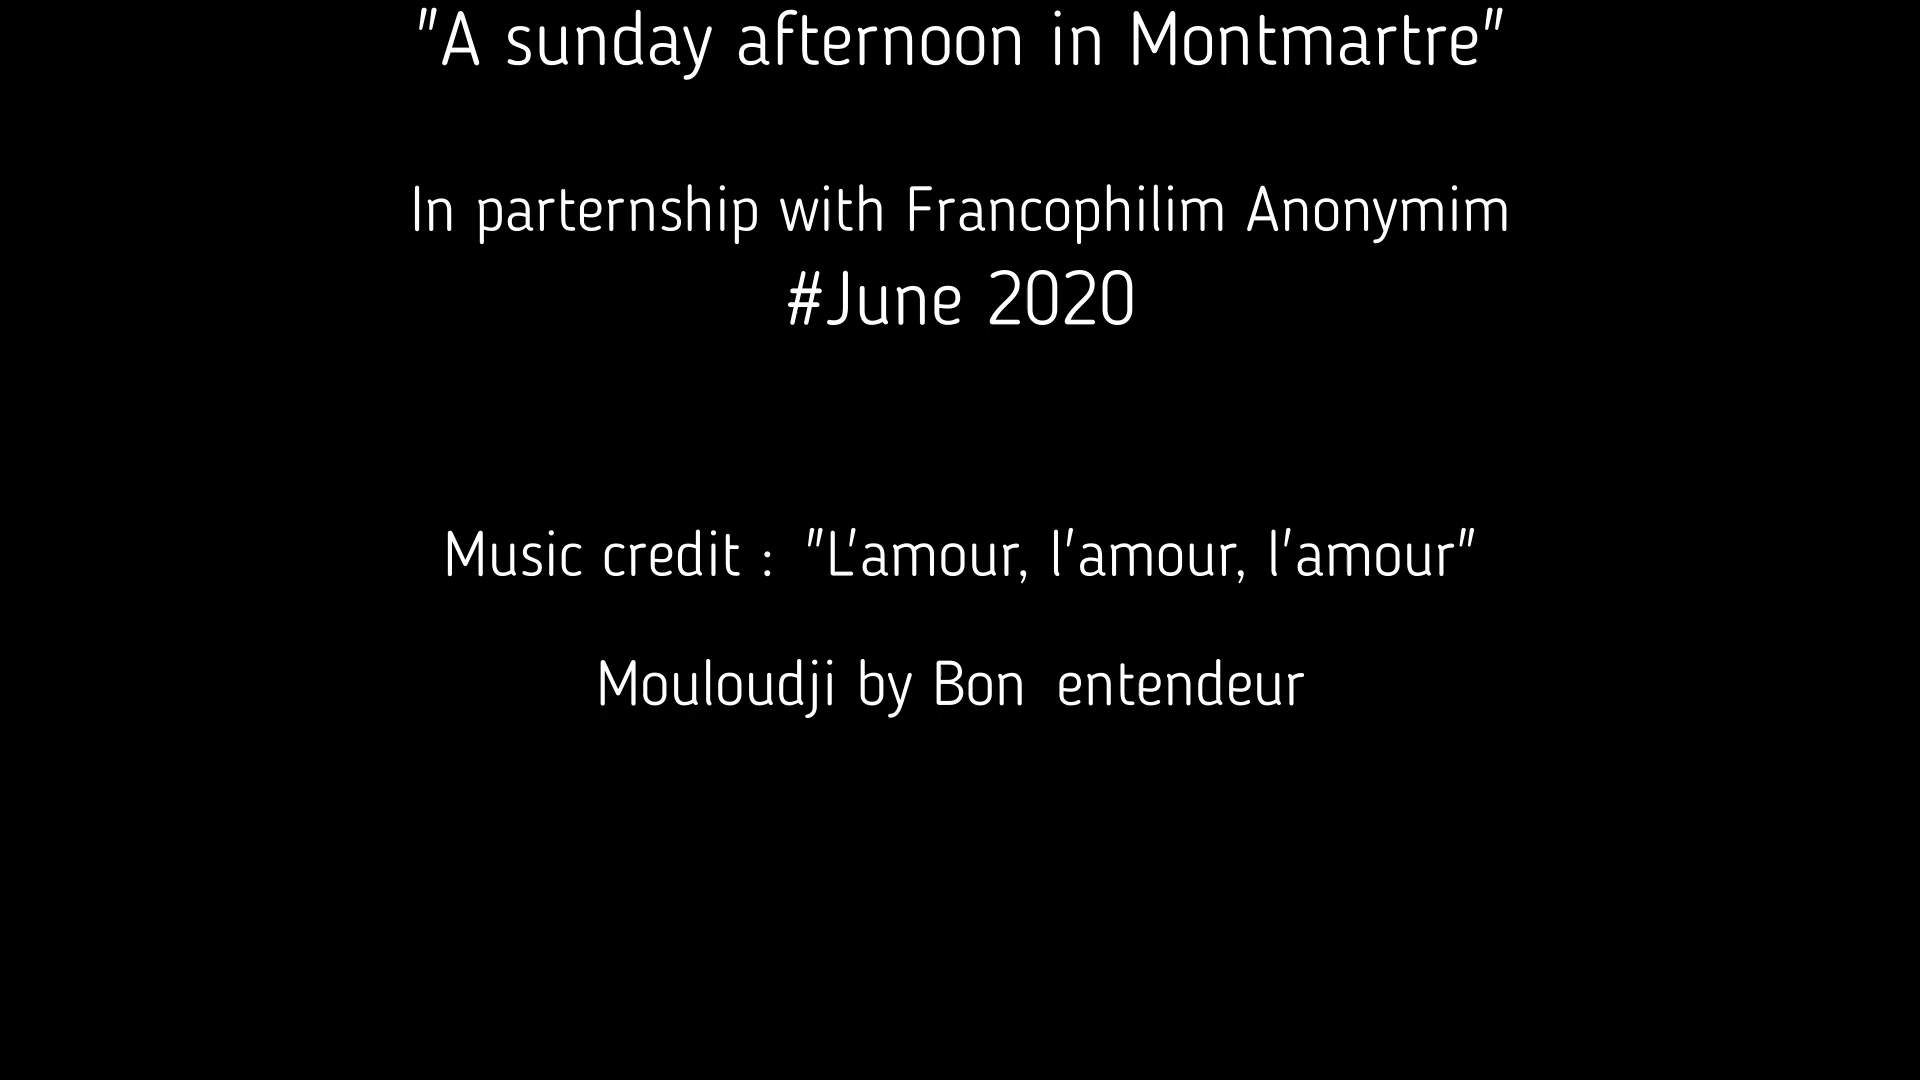 "A sunday afternoon in Montmartre"
In parternship with Francophilim Anonymim
#June 2020
Music credit : "L'amour, l'amour, l'amour"
Mouloudji by Bon entendeur